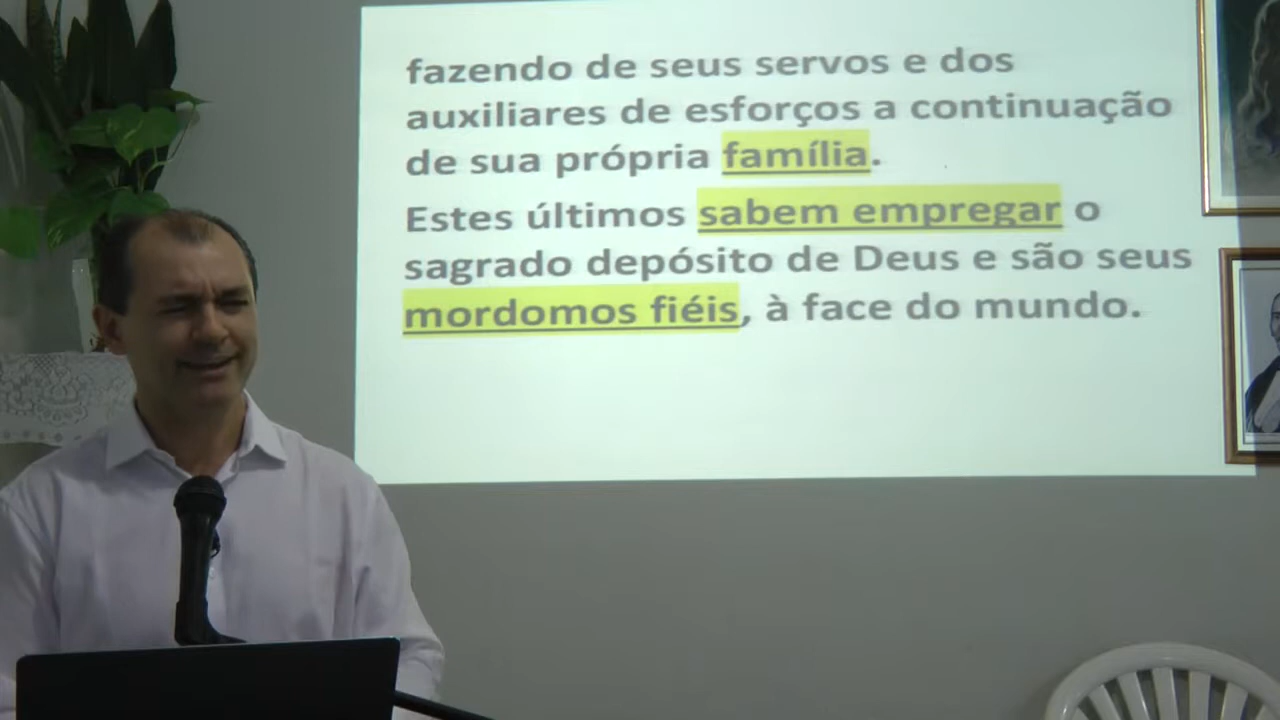 fazendo de seus servos e dos
auxiliares de esforços a continuação
de sua própria família.
Estes últimos sabem empregar o
sagrado depósito de Deus e são seus
mordomos fiéis, à face do mundo.